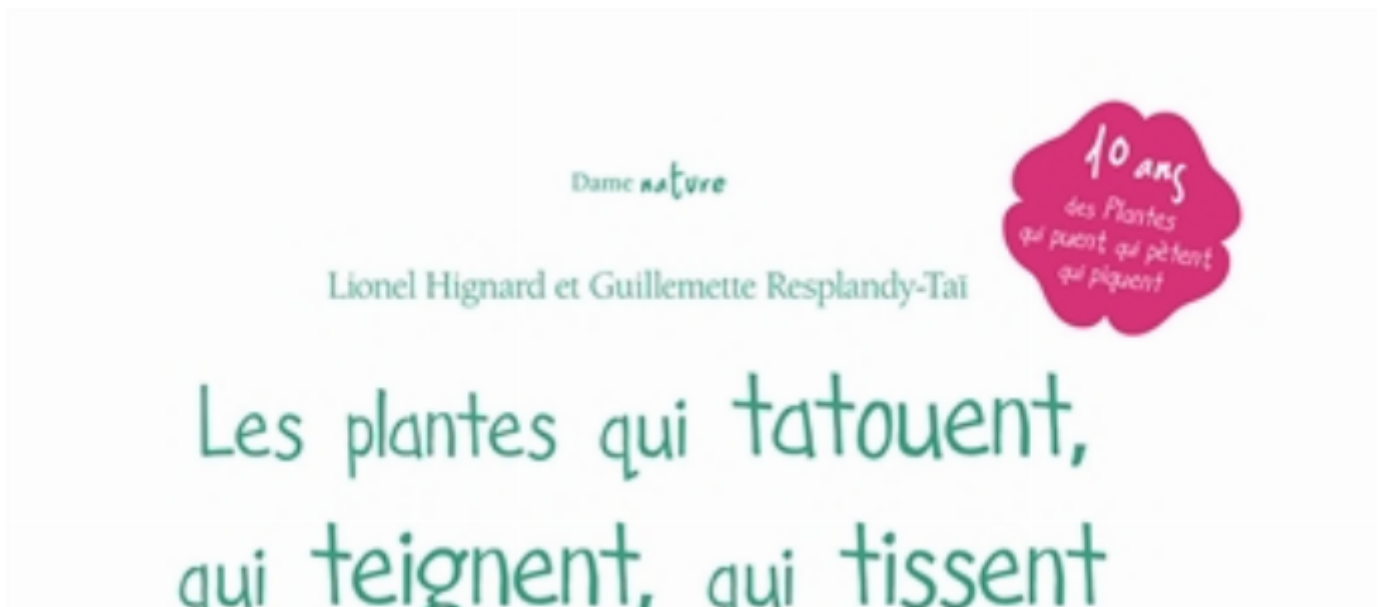 Dame nature
10 ans
des Plantes
qui puent qui pètent
qui piquent
Lionel Hignard et Guillemette Resplandy-Taï
Les plantes qui tatouent,
qui teignent, qui tissent